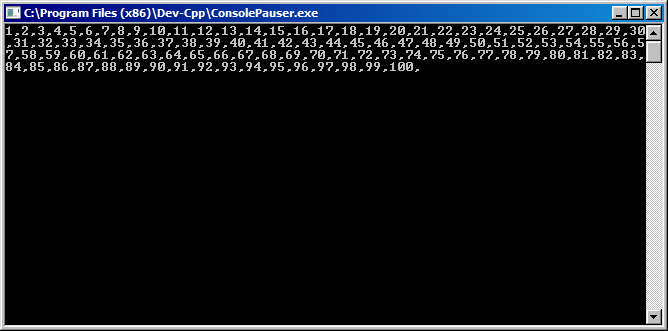 C:\Program Files (x86)\Dev-Cpp\ConsolePauser.exe
1,2,3,4,5,6,7,8,9,10,11,12,13,14,15,16,17,18,19,20,21,22,23,24,25,26,27,28,29,30
,31,32,33,34,35,36,37,38,39,40,41,42,43,44,45,46,47,48,49,50,51,52,53,54,55,56,5
7,58,59,60,61,62,63,64,65,66,67,68,69,70,71,72,73,74,75,76,77,78,79,80,81,82,83,
84,85,86,87,88,89,90,91,92,93,94,95,96,97,98,99,100,